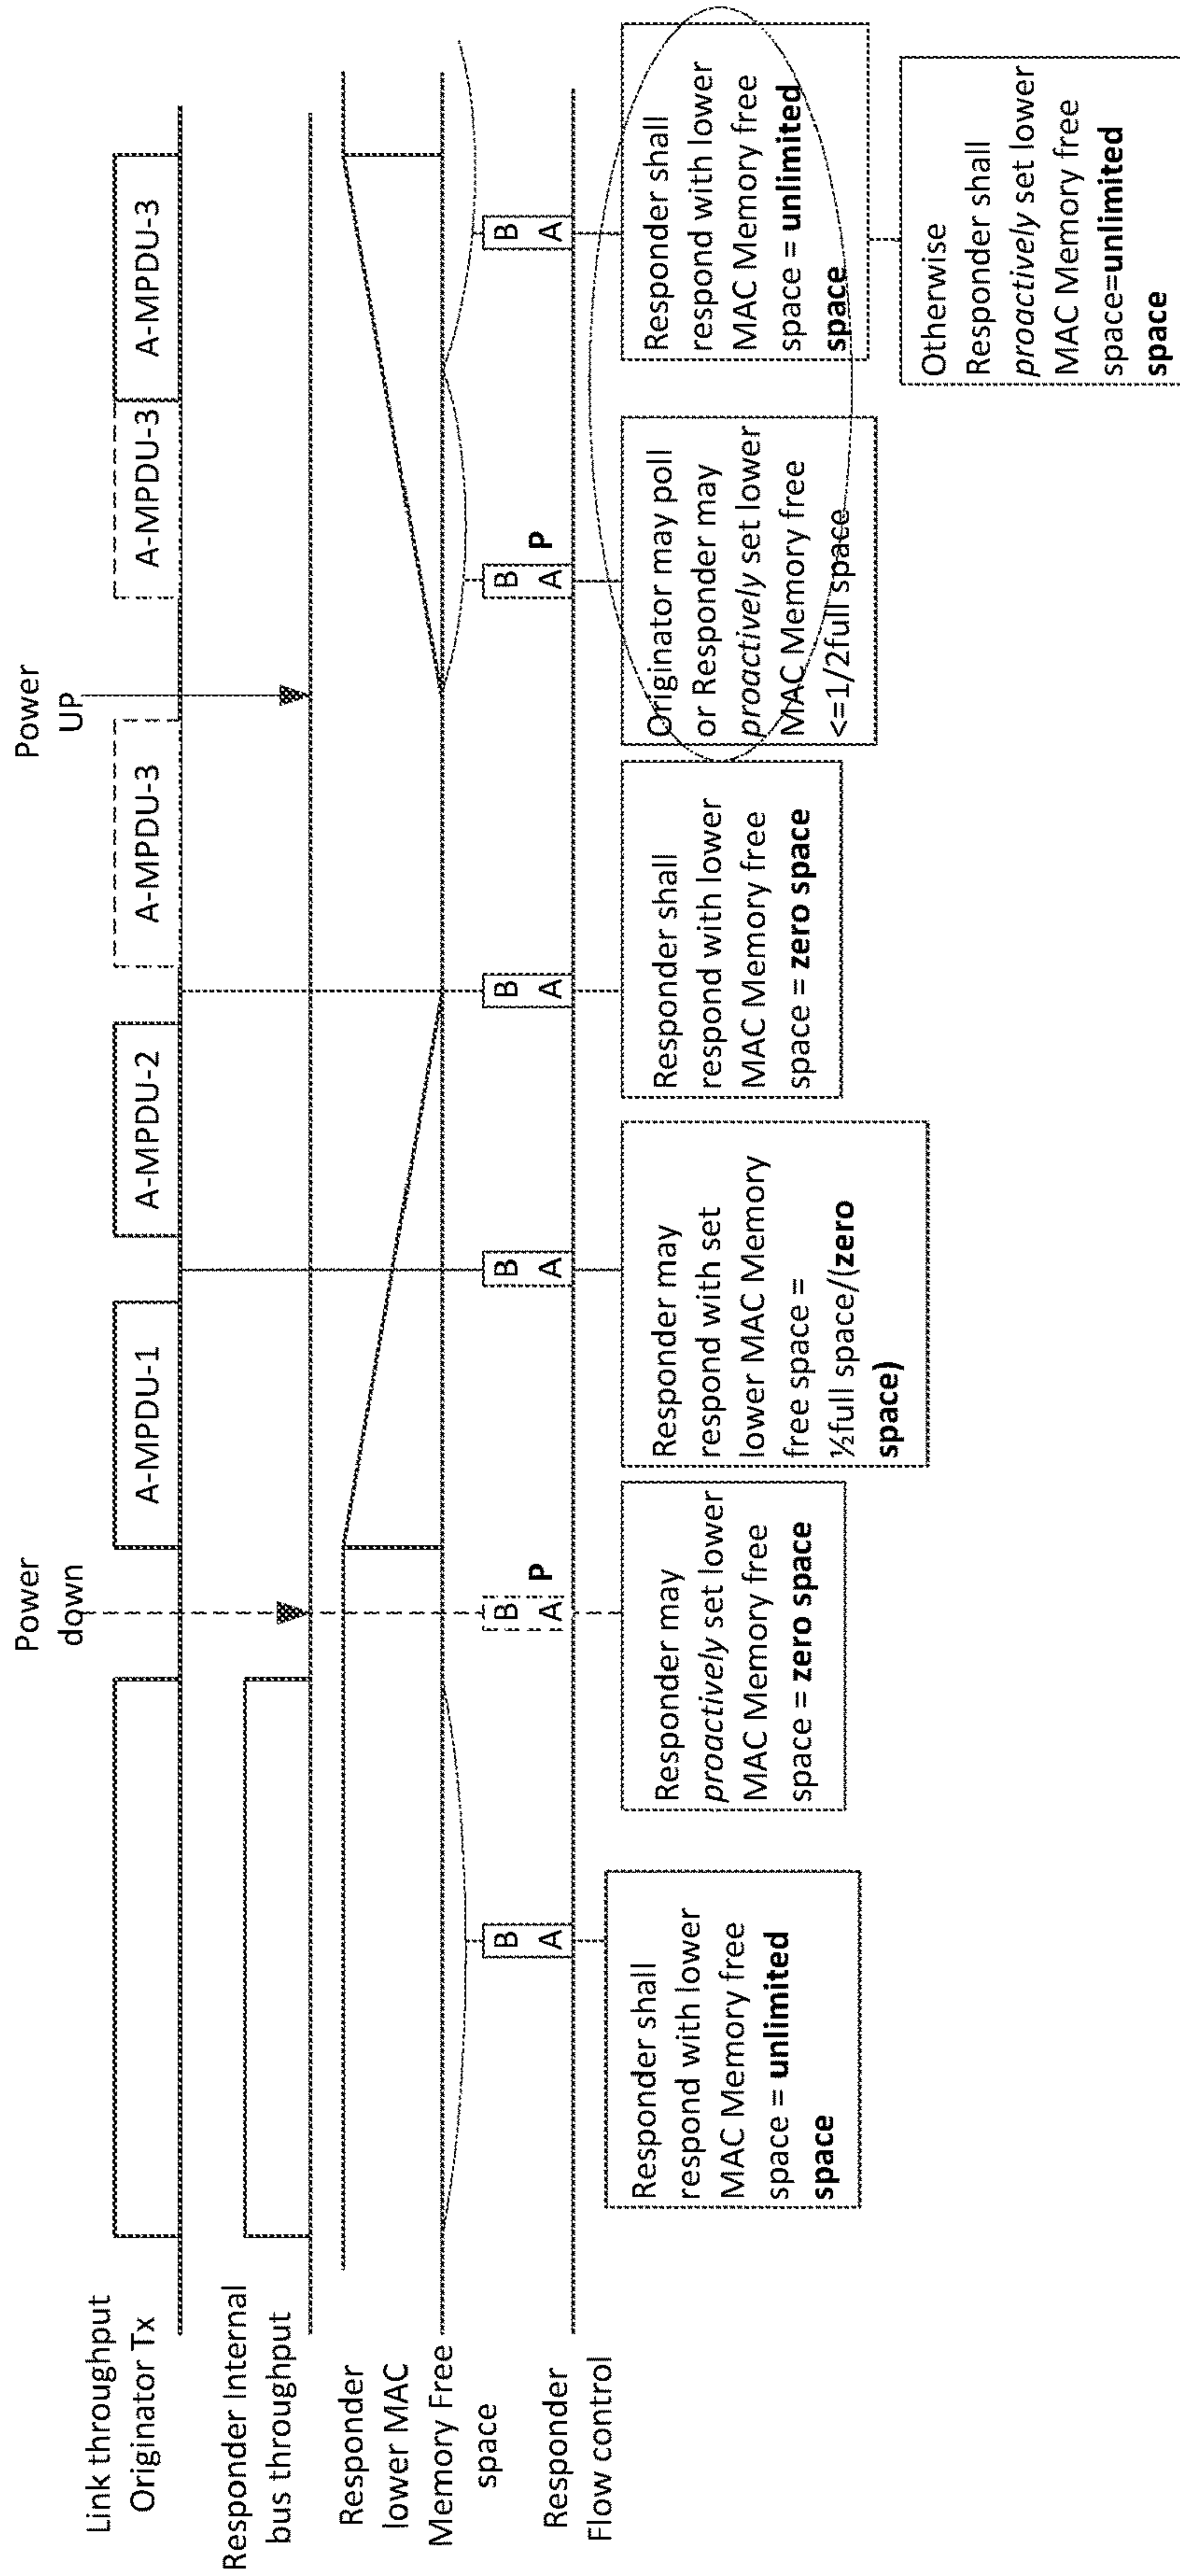 Link throughput
Originator Tx
Responder Internal
bus throughput
Responder
lower MAC
Memory Free
space
Responder
Flow control
Power
down
Power
UP
A-MPDU-1
A-MPDU-2
A-MPDU-3
A-MPDU-3
A-MPDU-3
B
A
B
A
P
B
A
B
A
B
A
P
B
A
Responder shall
respond with lower
MAC Memory free
space = unlimited
space
Responder may
proactively set lower
MAC Memory free
space = zero space
Responder may
respond with set
lower MAC Memory
free space =
½full space/(zero
space)
Responder shall
respond with lower
MAC Memory free
space = zero space
Originator may poll
or Responder may
proactively set lower
MAC Memory free
<=1/2full space
Responder shall
respond with lower
MAC Memory free
space = unlimited
space
Otherwise
Responder shall
proactively set lower
MAC Memory free
space=unlimited
space